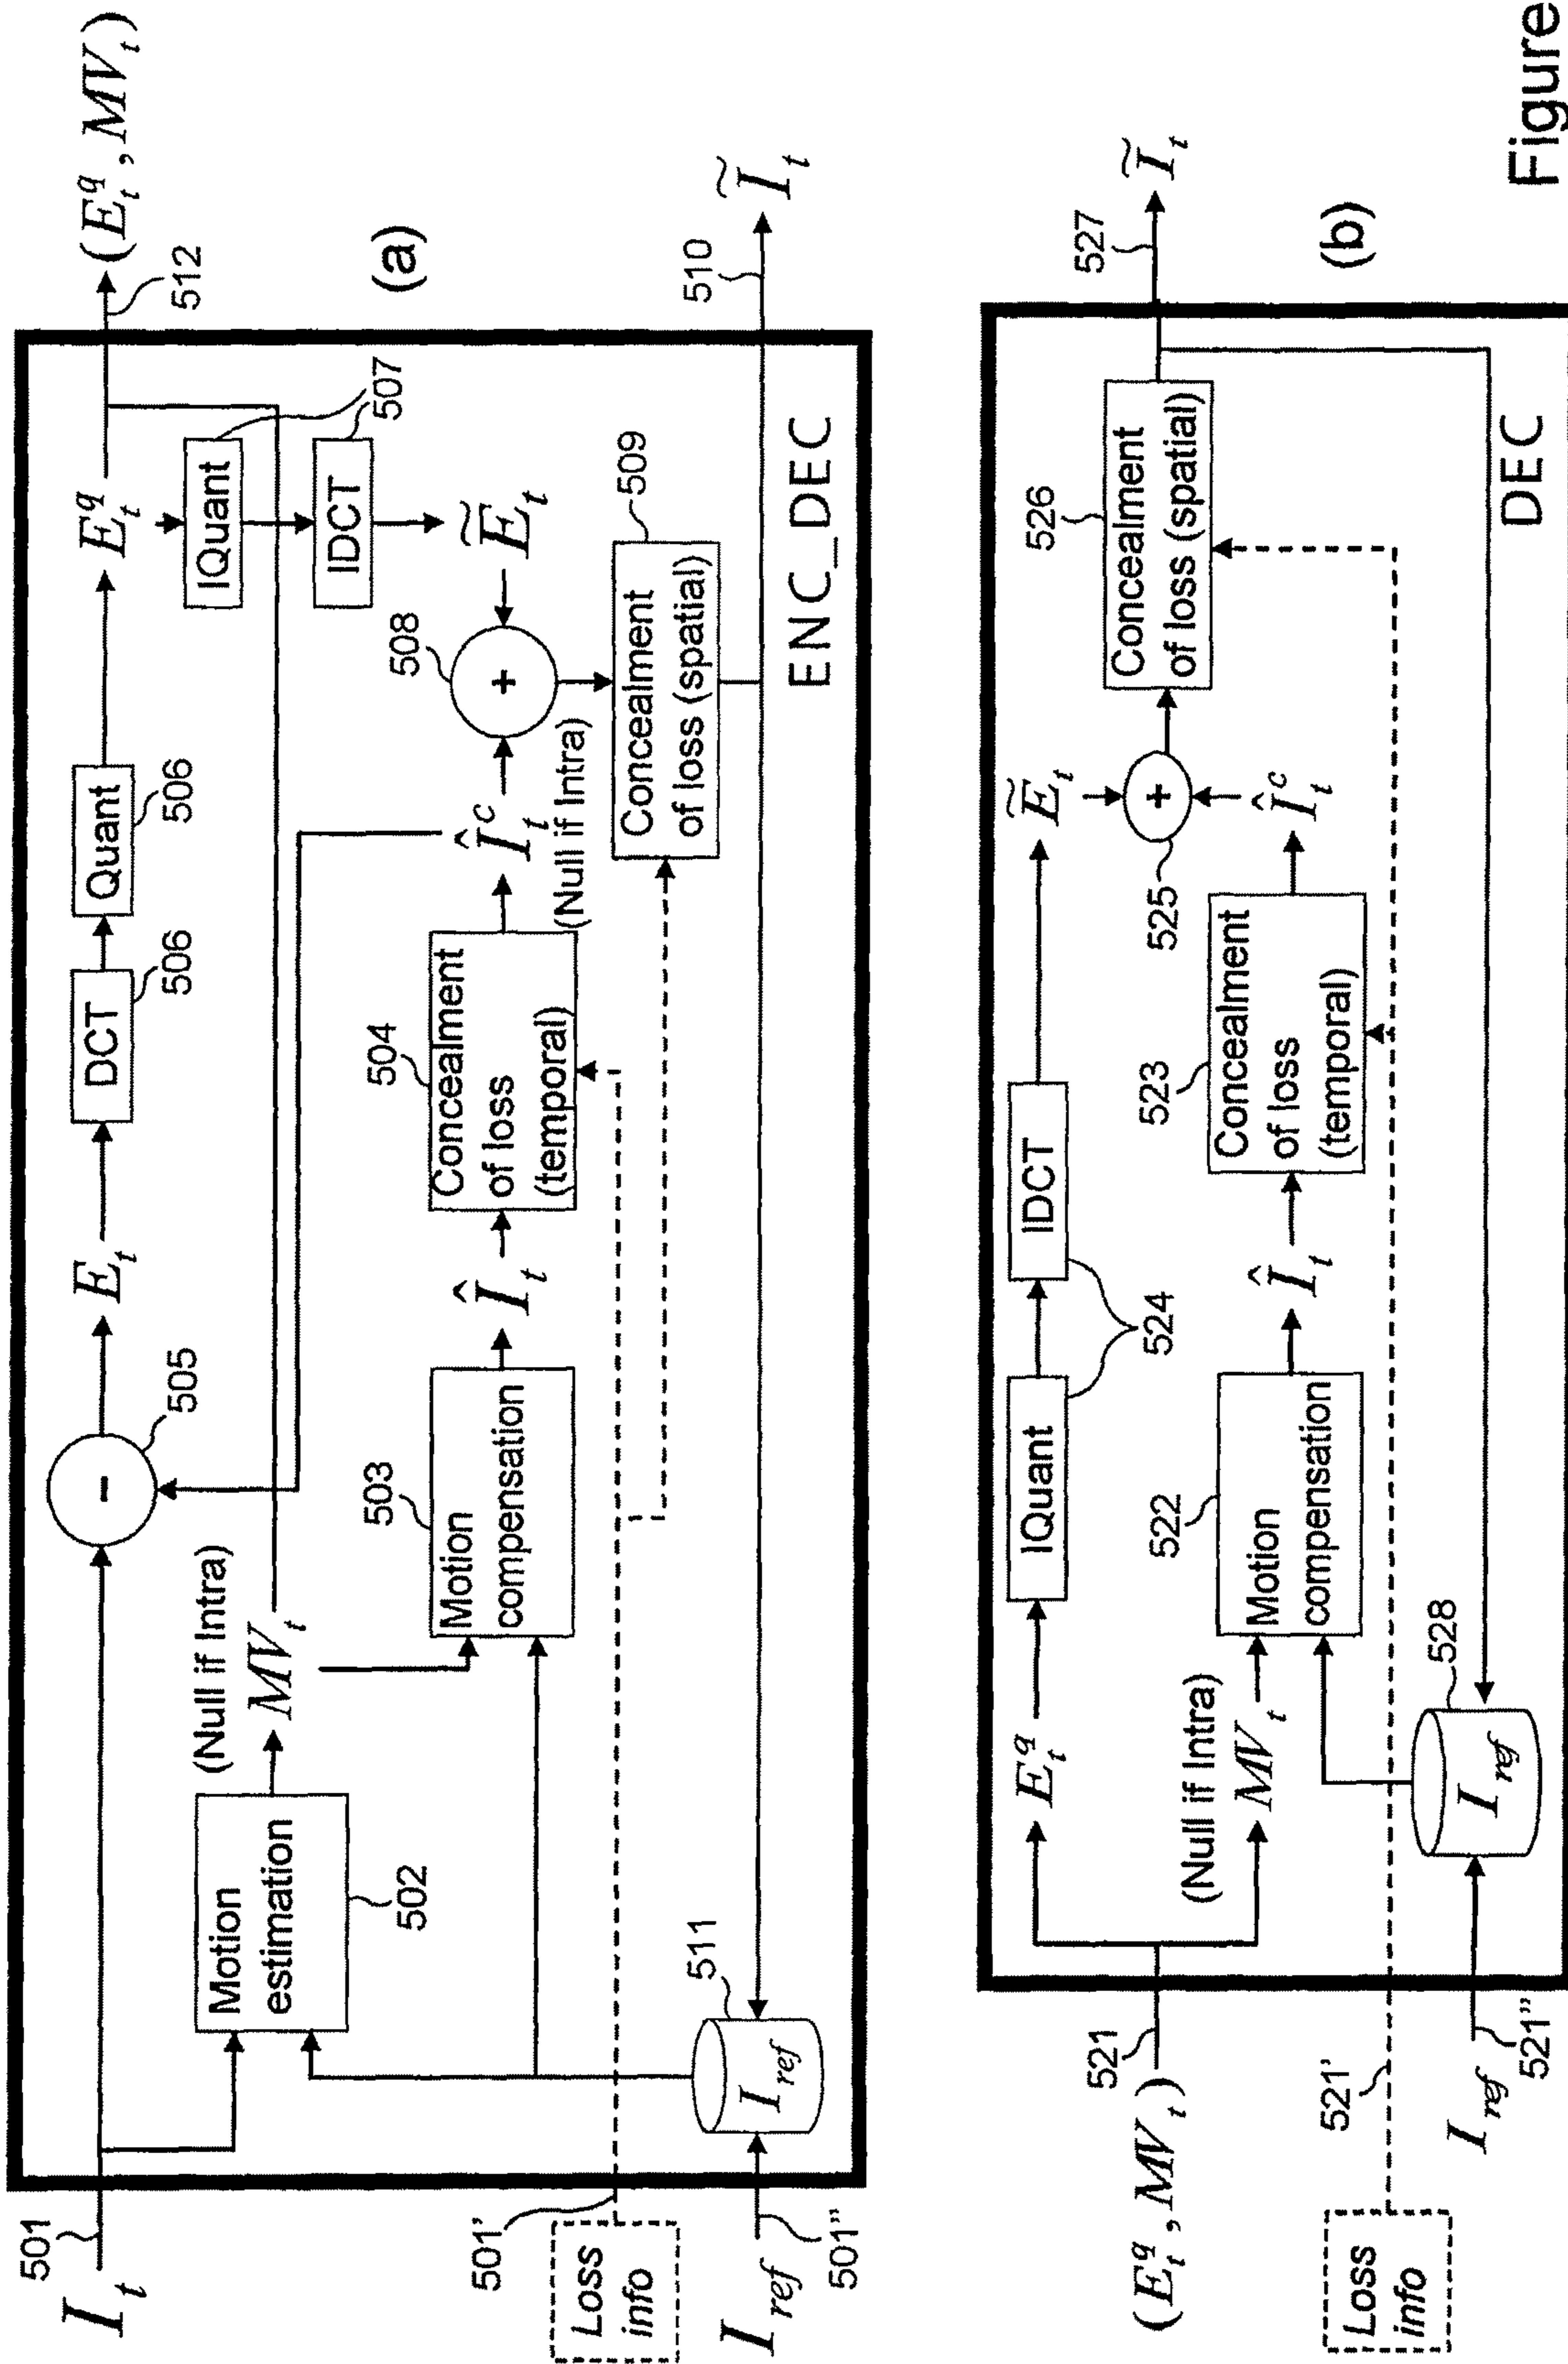 I_t
501
Motion
estimation
502
(Null if Intra)
MV_t
-
505
E_t
DCT
506
Quant
506
E_t^q
512
(E_t^q, MV_t)
IQuant
IDCT
507
Ẽ_t
(a)
Motion
compensation
503
Î_t
Concealment
of loss
(temporal)
504
Î_t^c
(Null if Intra)
+
508
Concealment
of loss (spatial)
509
Loss
info
501'
I_ref
501"
I_ref
511
510
Ĩ_t
ENC_DEC
(E_t^q, MV_t)
521
E_t^q
IQuant
IDCT
524
Ẽ_t
(Null if Intra)
MV_t
Motion
compensation
522
Î_t
Concealment
of loss
(temporal)
523
Î_t^c
+
525
Concealment
of loss (spatial)
526
527
Ĩ_t
(b)
Loss
info
521'
I_ref
521"
I_ref
528
DEC
Figure